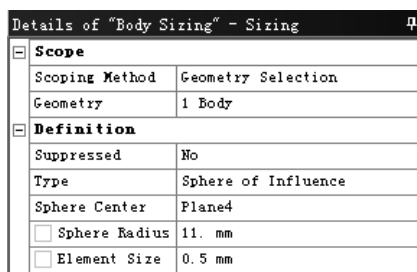 Details of "Body Sizing" - Sizing
Scope
Scoping Method Geometry Selection
Geometry 1 Body
Definition
Suppressed No
Type Sphere of Influence
Sphere Center Plane4
Sphere Radius 11. mm
Element Size 0.5 mm